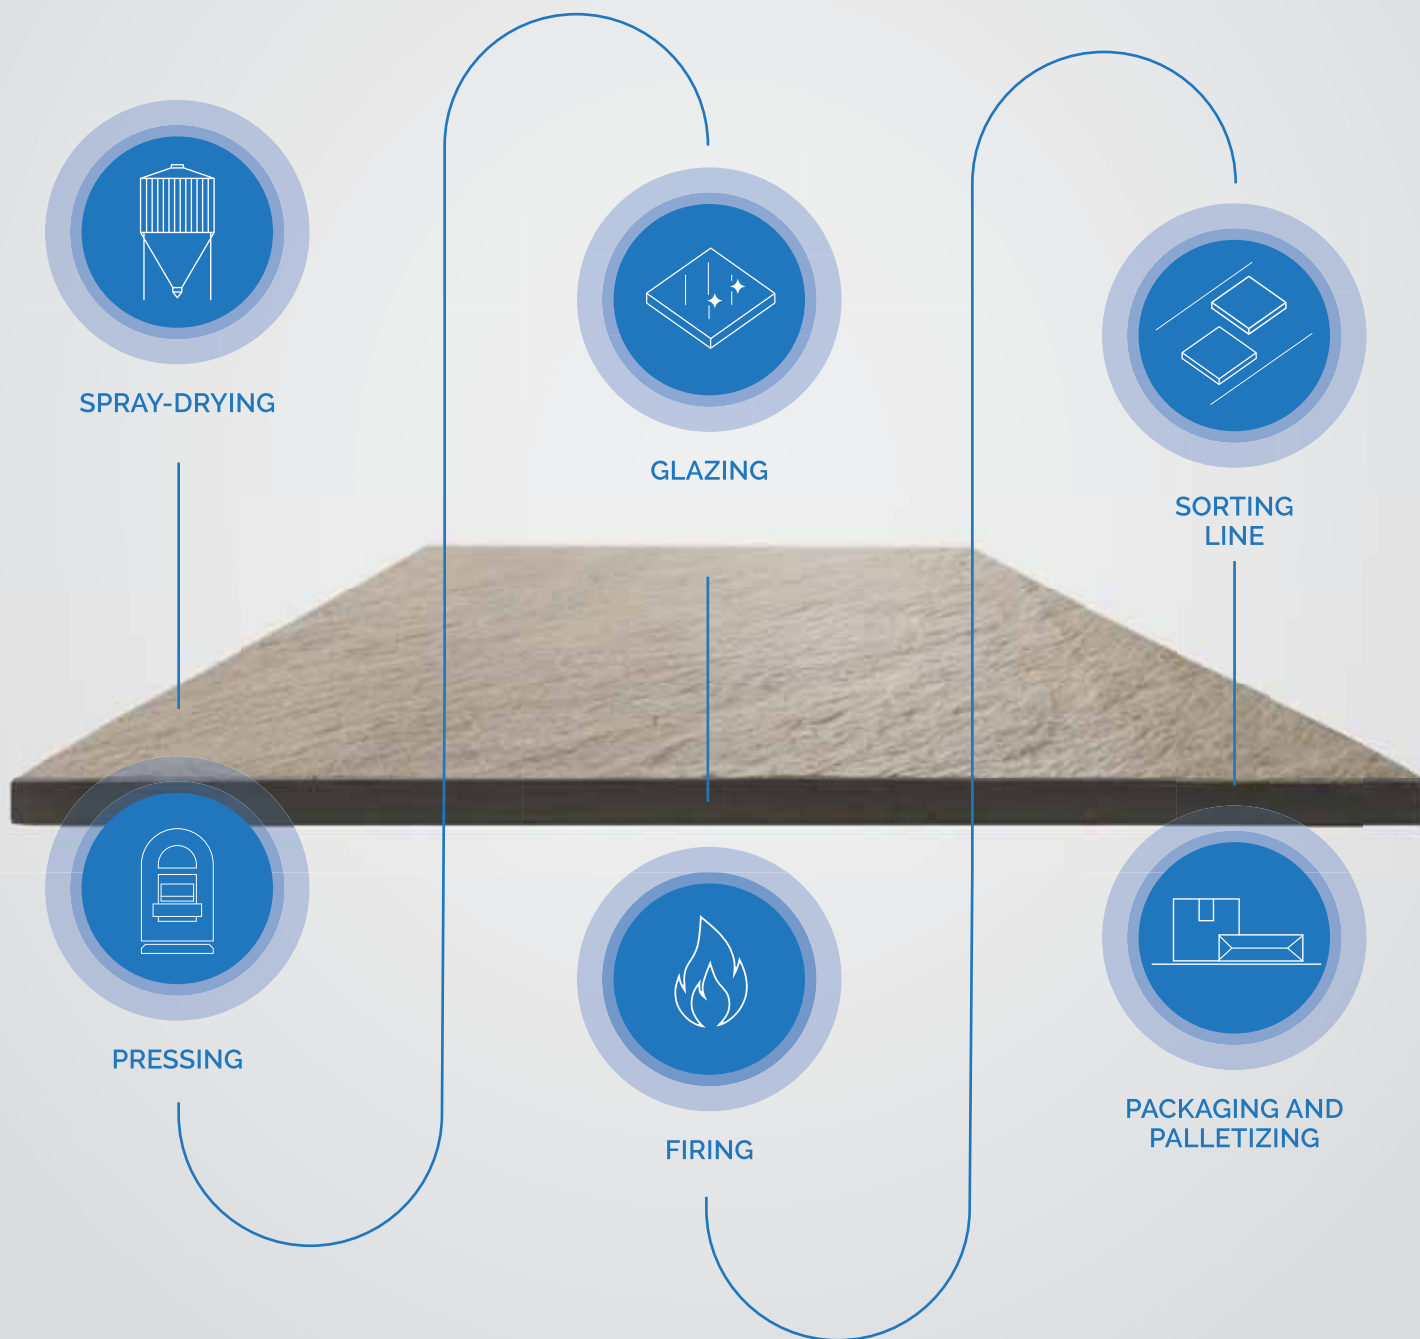 SPRAY-DRYING
PRESSING
GLAZING
FIRING
SORTING
LINE
PACKAGING AND
PALLETIZING